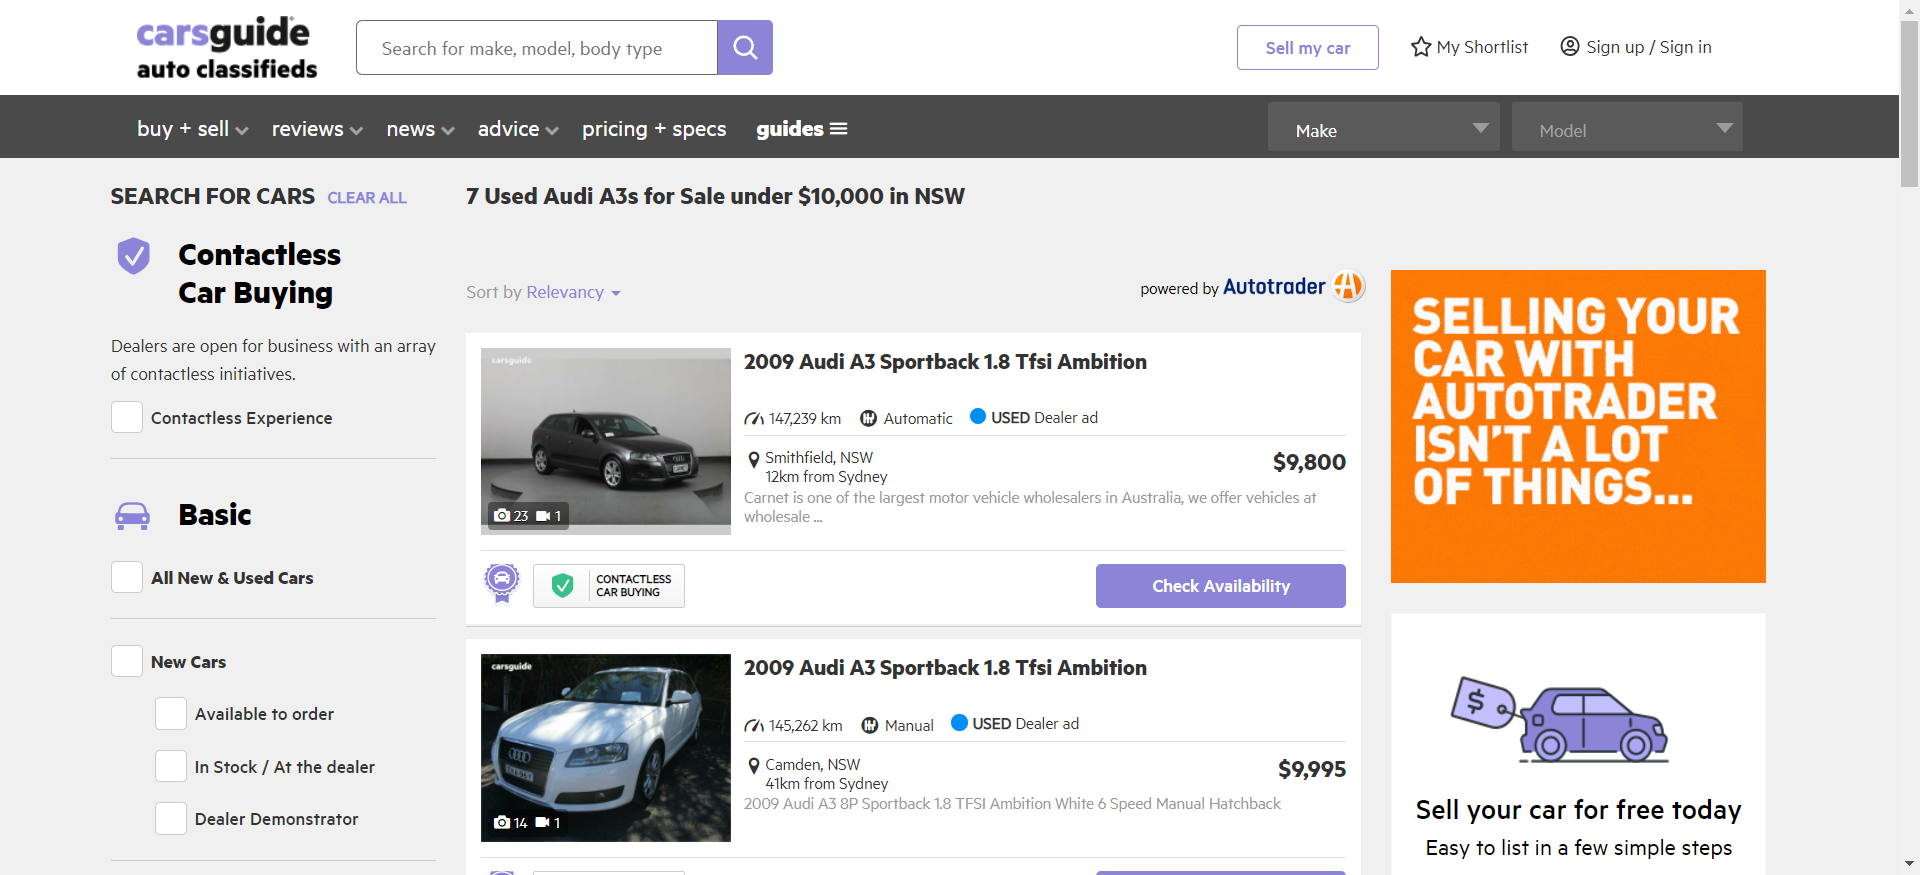 carsguide
auto classifieds
Search for make, model, body type
Sell my car
My Shortlist
Sign up / Sign in
buy + sell
reviews
news
advice
pricing + specs
guides
Make
Model
SEARCH FOR CARS CLEAR ALL
Contactless
Car Buying
Dealers are open for business with an array
of contactless initiatives.
Contactless Experience
Basic
All New & Used Cars
New Cars
Available to order
In Stock / At the dealer
Dealer Demonstrator
7 Used Audi A3s for Sale under $10,000 in NSW
Sort by Relevancy
powered by Autotrader
carsguide
23 1
2009 Audi A3 Sportback 1.8 Tfsi Ambition
147,239 km Automatic USED Dealer ad
Smithfield, NSW
12km from Sydney
$9,800
Carnet is one of the largest motor vehicle wholesalers in Australia, we offer vehicles at
wholesale ...
CONTACTLESS
CAR BUYING
Check Availability
carsguide
14 1
2009 Audi A3 Sportback 1.8 Tfsi Ambition
145,262 km Manual USED Dealer ad
Camden, NSW
41km from Sydney
$9,995
2009 Audi A3 8P Sportback 1.8 TFSI Ambition White 6 Speed Manual Hatchback
SELLING YOUR
CAR WITH
AUTOTRADER
ISN'T A LOT
OF THINGS...
$
Sell your car for free today
Easy to list in a few simple steps